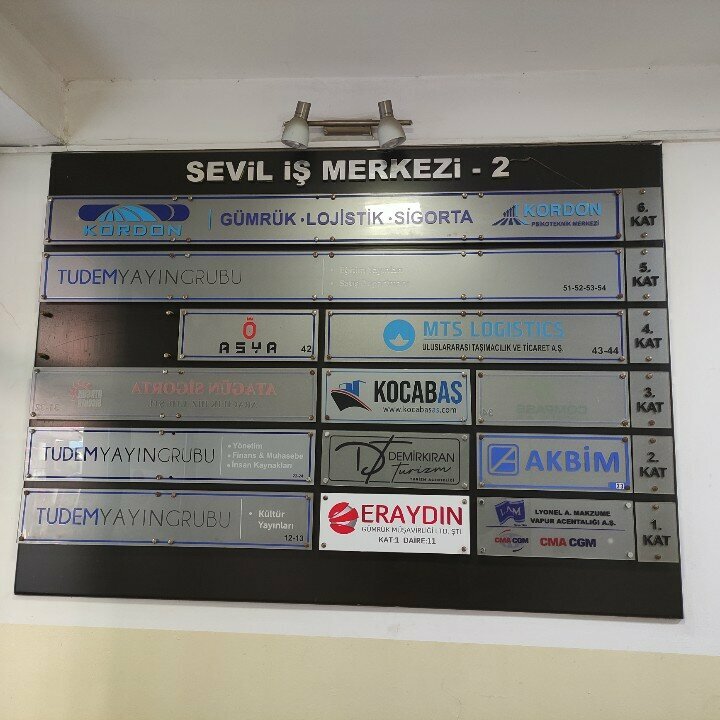 SEVİL İŞ MERKEZİ - 2
KORDON
GÜMRÜK · LOJİSTİK · SİGORTA
KORDON
PSİKOTEKNİK MERKEZİ
6. KAT
TUDEMYAYINGRUBU
51-52-53-54
5. KAT
ASYA
42
MTS LOGISTICS
ULUSLARARASI TAŞIMACILIK VE TİCARET A.Ş.
43-44
4. KAT
ATAGÜN SİGORTA
KOCABAS
www.kocabasas.com
3. KAT
TUDEMYAYINGRUBU
• Yönetim
• Finans & Muhasebe
• İnsan Kaynakları
DEMİRKIRAN
Turizm
AKBİM
2. KAT
TUDEMYAYINGRUBU
• Kültür
Yayınları
12-13
ERAYDIN
GÜMRÜK MÜŞAVİRLİĞİ LTD. ŞTİ.
KAT:1 DAİRE:11
LAM
LYONEL A. MAKZUME
VAPUR ACENTALIĞI A.Ş.
CMA CGM
CMA CGM
1. KAT